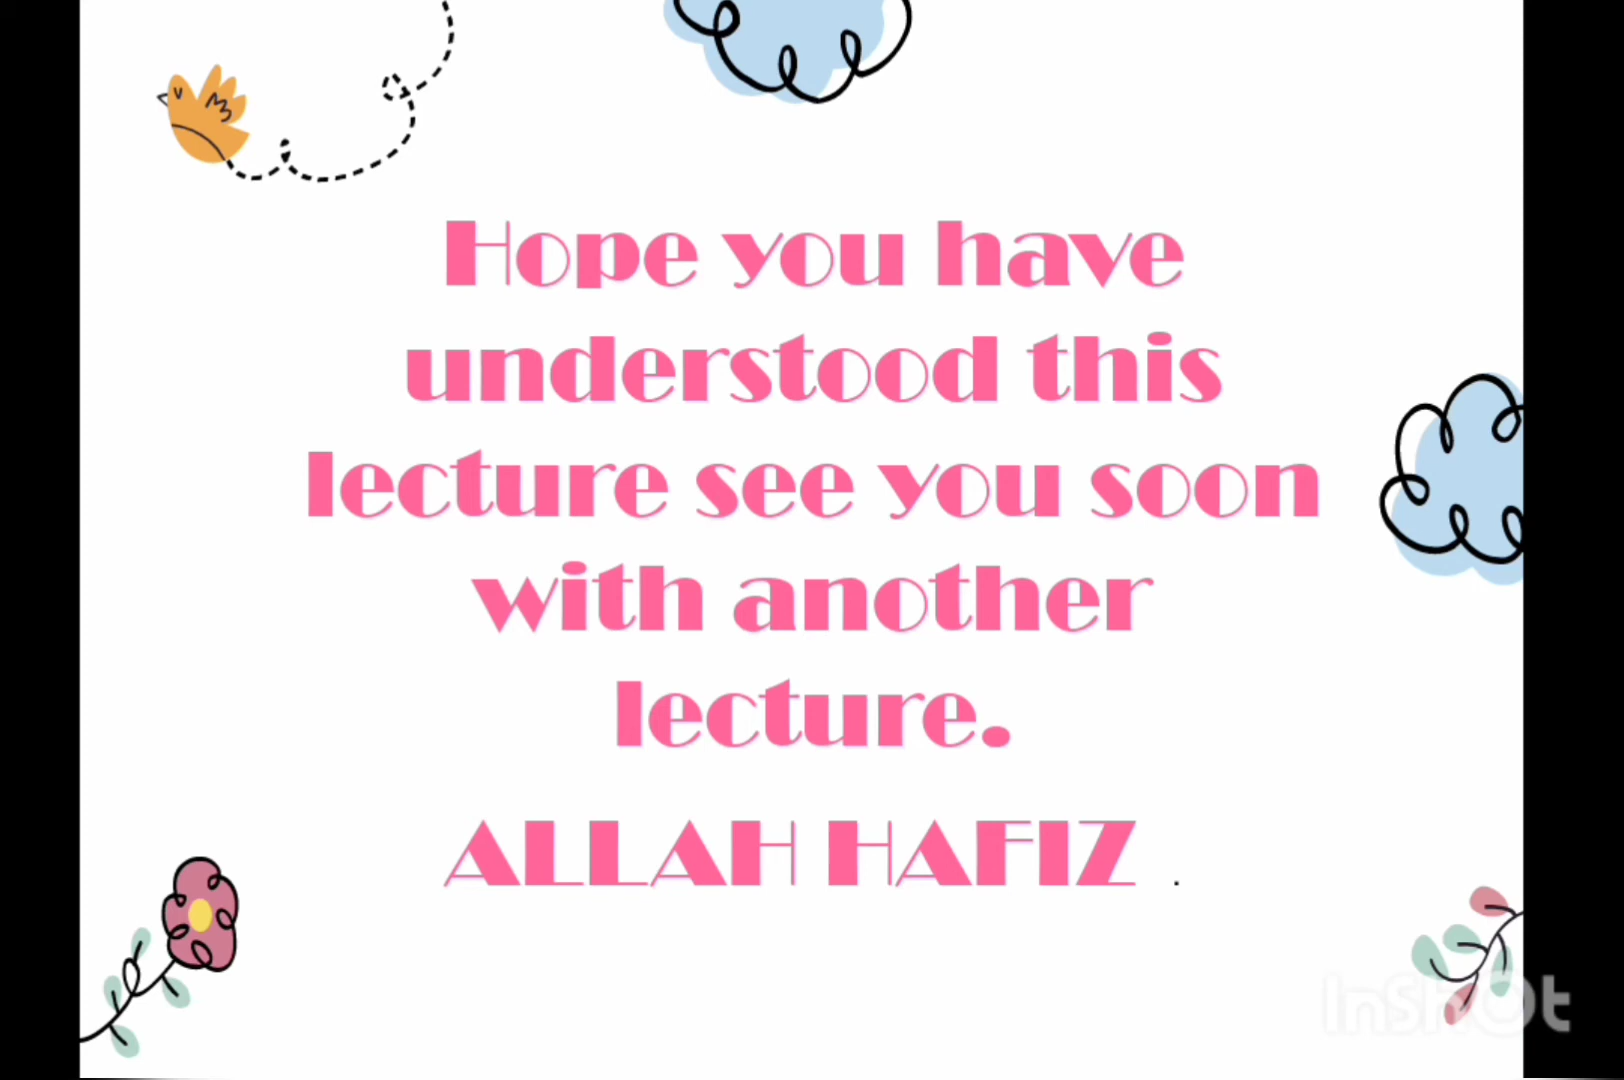 Hope you have
understood this
lecture see you soon
with another
lecture.
ALLAH HAFIZ .
InShOt